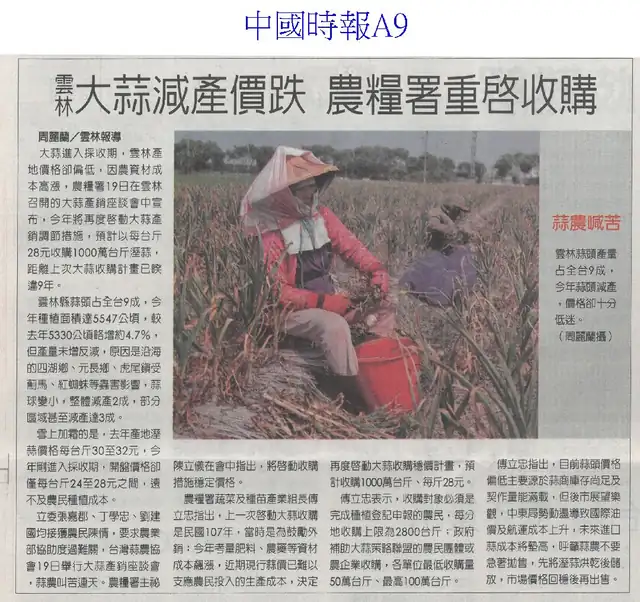 中國時報A9
雲林 大蒜減產價跌 農糧署重啓收購
周麗蘭／雲林報導
大蒜進入採收期，雲林產
地價格卻偏低，因農資材成
本高漲，農糧署19日在雲林
召開的大蒜產銷座談會中宣
布，今年將再度啓動大蒜產
銷調節措施，預計以每台斤
28元收購1000萬台斤溼蒜，
距離上次大蒜收購計畫已睽
違9年。
雲林縣蒜頭占全台9成，今
年種植面積達5547公頃，較
去年5330公頃略增約4.7%，
但產量未增反減，原因是沿海
的四湖鄉、元長鄉、虎尾鎮受
薊馬、紅蜘蛛等蟲害影響，蒜
球變小，整體減產2成，部分
區域甚至減產達3成。
雪上加霜的是，去年產地溼
蒜價格每台斤30至32元，今
年剛進入採收期，開盤價格卻
僅每台斤24至28元之間，遠
不及農民種植成本。
立委張嘉郡、丁學忠、劉建
國均接獲農民陳情，要求農業
部協助度過難關，台灣蒜農協
會19日舉行大蒜產銷座談會
，蒜農叫苦連天。農糧署主祕
陳立儀在會中指出，將啓動收購
措施穩定價格。
農糧署蔬菜及種苗產業組長傅
立忠指出，上一次啓動大蒜收購
是民國107年，當時是為鼓勵外
銷；今年考量肥料、農藥等資材
成本飆漲，近期現行蒜價已難以
支應農民投入的生產成本，決定
再度啓動大蒜收購穩價計畫，預
計收購1000萬台斤、每斤28元。
傅立忠表示，收購對象必須是
完成種植登記申報的農民，每分
地收購上限為2800台斤；政府
補助大蒜策略聯盟的農民團體或
農企業收購，各單位最低收購量
50萬台斤、最高100萬台斤。
傅立忠指出，目前蒜頭價格
偏低主要源於蒜商庫存尚足及
契作量能滿載，但後市展望樂
觀，中東局勢動盪導致國際油
價及航運成本上升，未來進口
蒜成本將墊高，呼籲蒜農不要
急著拋售，先將溼蒜烘乾後儲
放，市場價格回穩後再出售。
蒜農喊苦
雲林蒜頭產量
占全台9成，
今年蒜頭減產
，價格卻十分
低迷。
（周麗蘭攝）